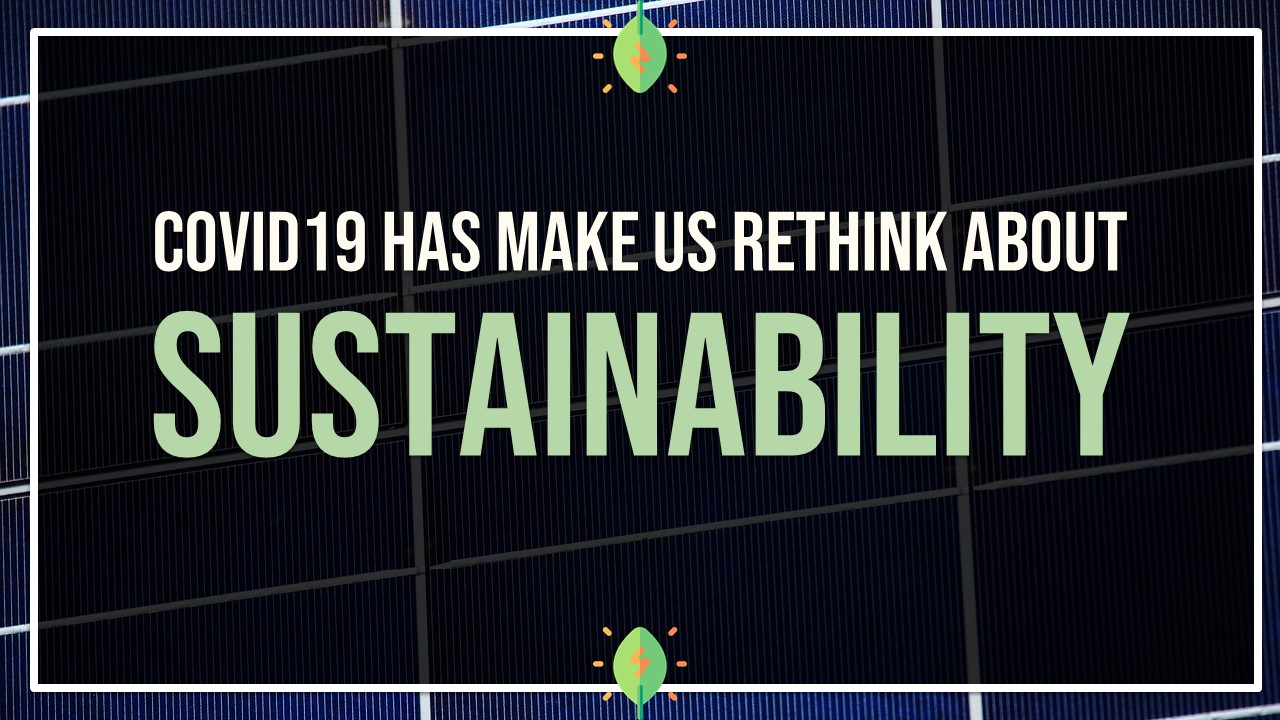 COVID19 HAS MAKE US RETHINK ABOUT
SUSTAINABILITY